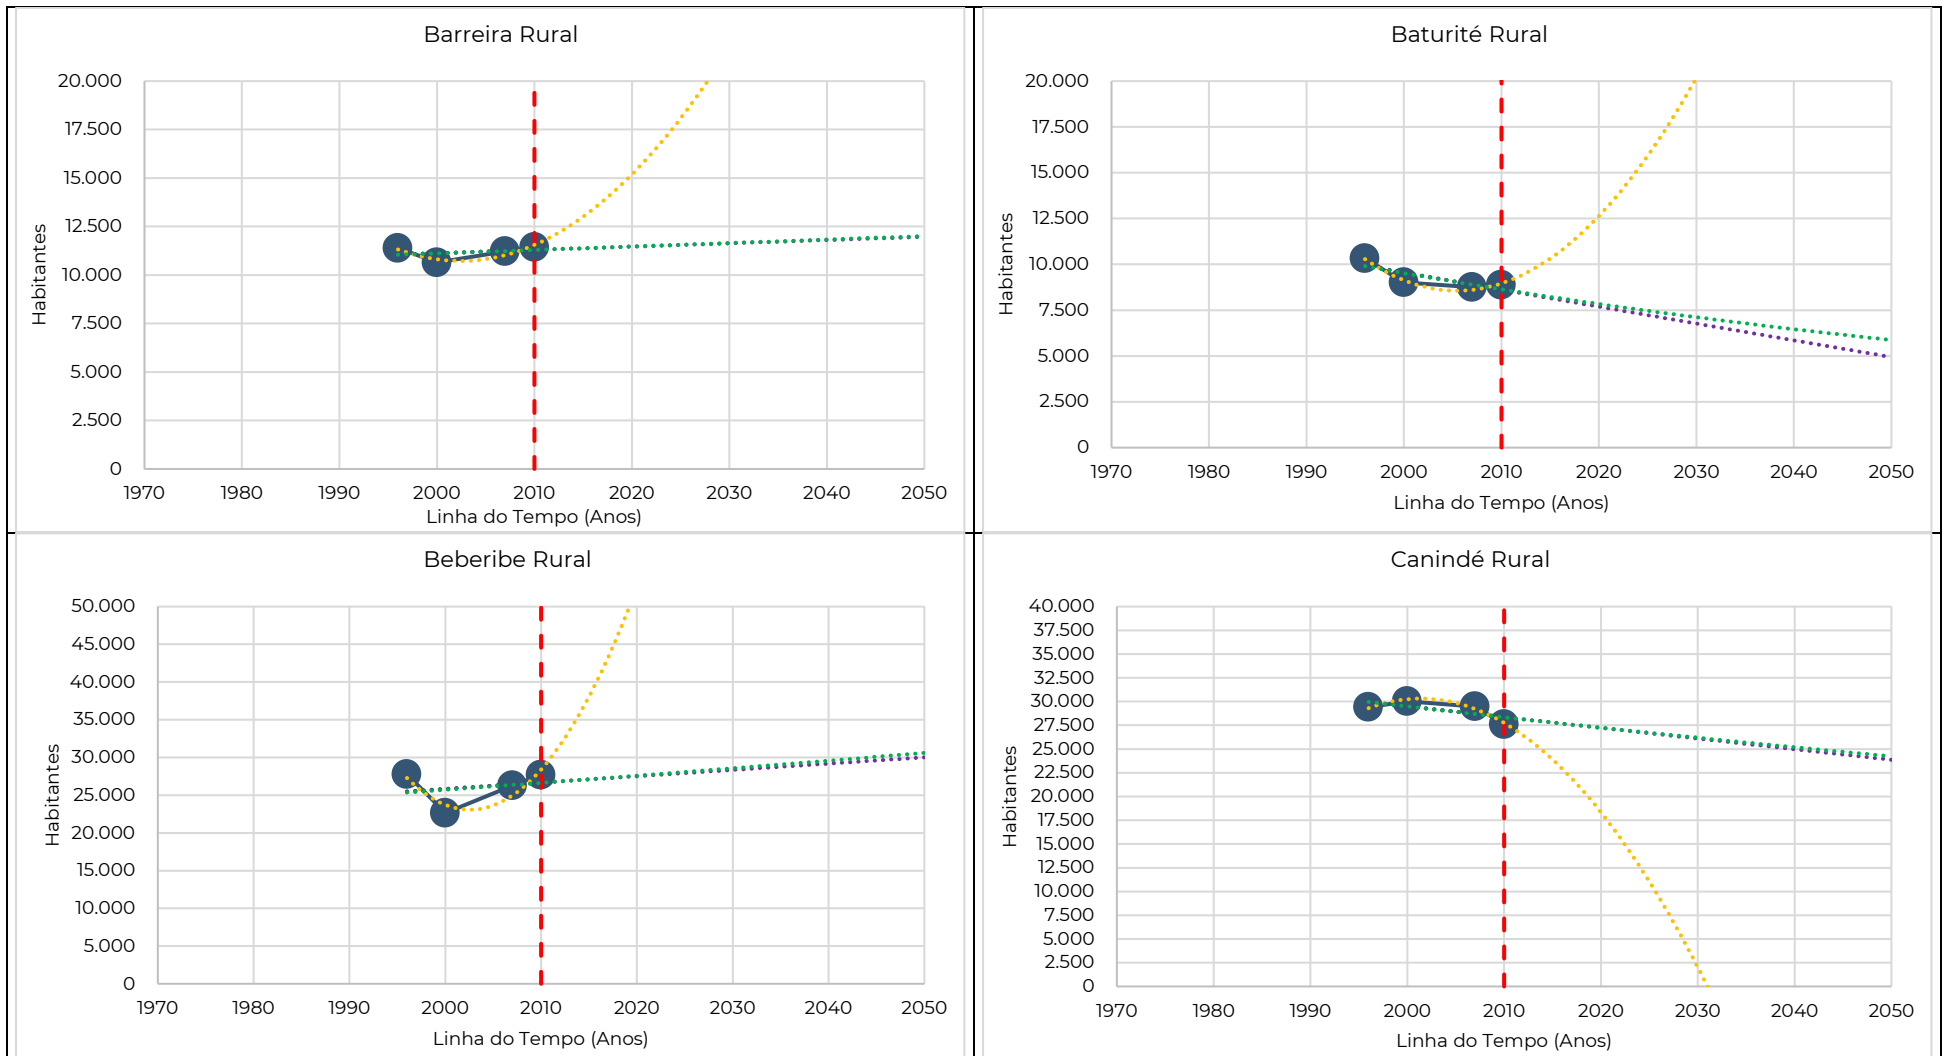 Barreira Rural
20.000
17.500
15.000
12.500
10.000
7.500
5.000
2.500
0
Habitantes
1970 1980 1990 2000 2010 2020 2030 2040 2050
Linha do Tempo (Anos)
Baturité Rural
20.000
17.500
15.000
12.500
10.000
7.500
5.000
2.500
0
Habitantes
1970 1980 1990 2000 2010 2020 2030 2040 2050
Linha do Tempo (Anos)
Beberibe Rural
50.000
45.000
40.000
35.000
30.000
25.000
20.000
15.000
10.000
5.000
0
Habitantes
1970 1980 1990 2000 2010 2020 2030 2040 2050
Linha do Tempo (Anos)
Canindé Rural
40.000
37.500
35.000
32.500
30.000
27.500
25.000
22.500
20.000
17.500
15.000
12.500
10.000
7.500
5.000
2.500
0
Habitantes
1970 1980 1990 2000 2010 2020 2030 2040 2050
Linha do Tempo (Anos)